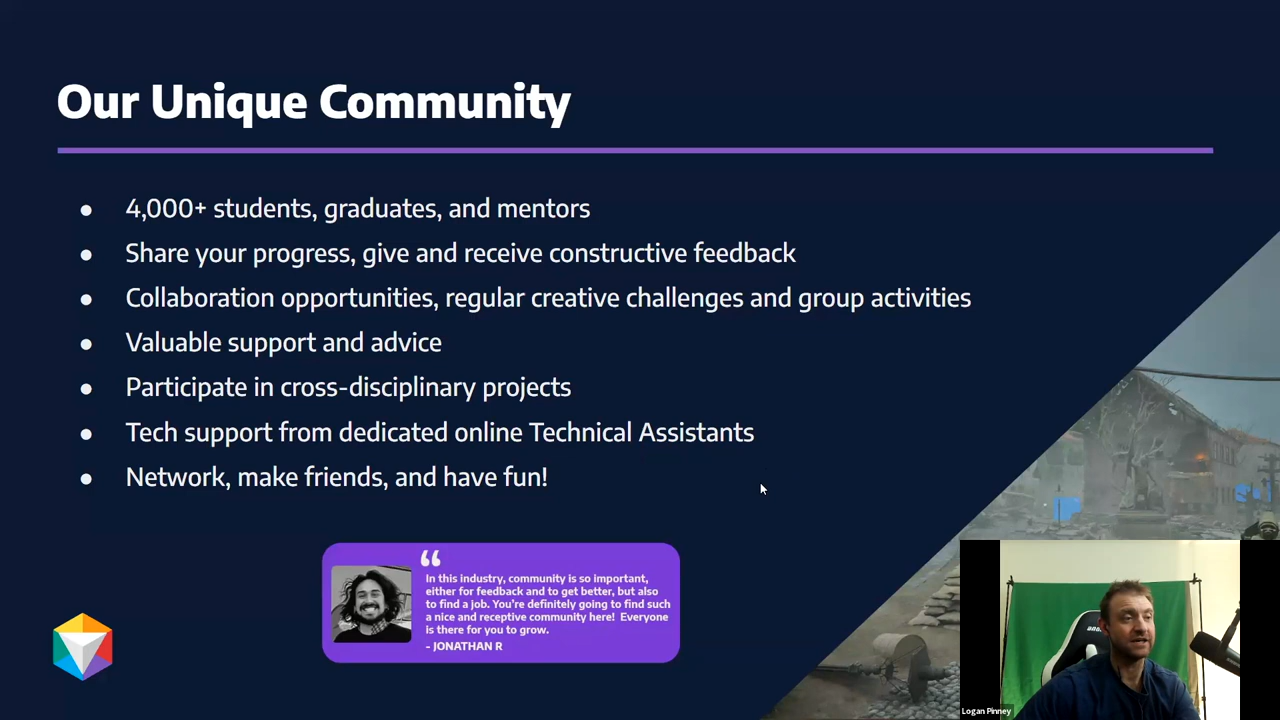 Our Unique Community
● 4,000+ students, graduates, and mentors
● Share your progress, give and receive constructive feedback
● Collaboration opportunities, regular creative challenges and group activities
● Valuable support and advice
● Participate in cross-disciplinary projects
● Tech support from dedicated online Technical Assistants
● Network, make friends, and have fun!
“
In this industry, community is so important,
either for feedback and to get better, but also
to find a job. You're definitely going to find such
a nice and receptive community here! Everyone
is there for you to grow.
- JONATHAN R
Logan Pinney